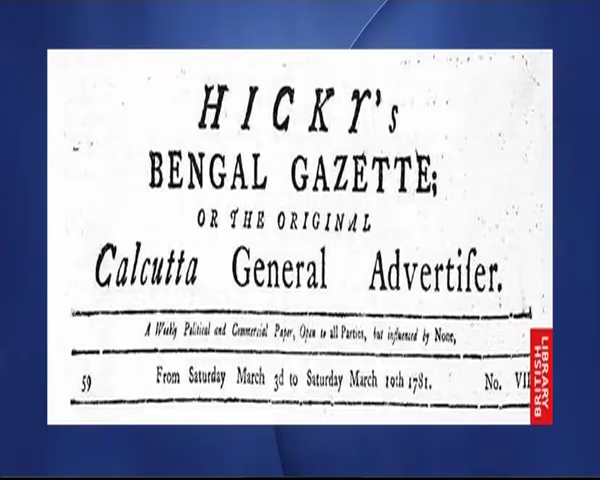 HICKY's
BENGAL GAZETTE;
OR THE ORIGINAL
Calcutta General Advertiſer.
A Weekly Political and Commercial Paper, Open to all Parties, but influenced by None,
59 From Saturday March 3d to Saturday March 10th 1781. No. VII
BRITISH
LIBRARY